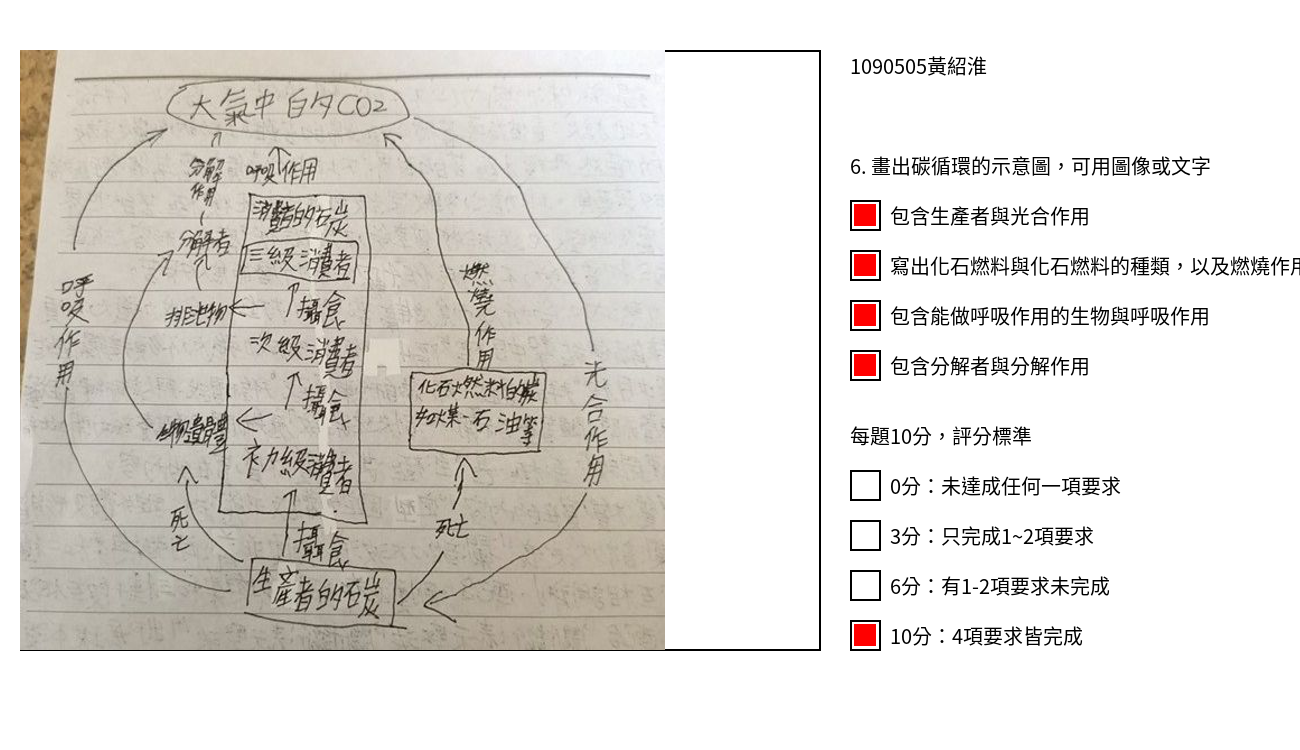 大氣中的CO2
分解
作用
呼吸作用
消費者的石炭
三級消費者
分解者
攝食
排泄物
次級消費者
攝食
生物遺體
初級消費者
攝食
死亡
生產者的石炭
呼吸作用
燃燒作用
化石燃料的碳
如煤、石油等
死亡
光合作用
1090505黃紹淮
6. 畫出碳循環的示意圖，可用圖像或文字
包含生產者與光合作用
寫出化石燃料與化石燃料的種類，以及燃燒作用
包含能做呼吸作用的生物與呼吸作用
包含分解者與分解作用
每題10分，評分標準
0分：未達成任何一項要求
3分：只完成1~2項要求
6分：有1-2項要求未完成
10分：4項要求皆完成